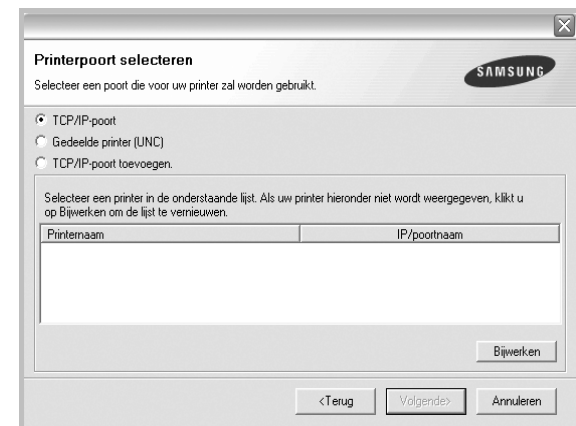 Printerpoort selecteren
SAMSUNG
Selecteer een poort die voor uw printer zal worden gebruikt.
TCP/IP-poort
Gedeelde printer (UNC)
TCP/IP-poort toevoegen.
Selecteer een printer in de onderstaande lijst. Als uw printer hieronder niet wordt weergegeven, klikt u
op Bijwerken om de lijst te vernieuwen.
Printernaam IP/poortnaam
Bijwerken
<Terug Volgende> Annuleren